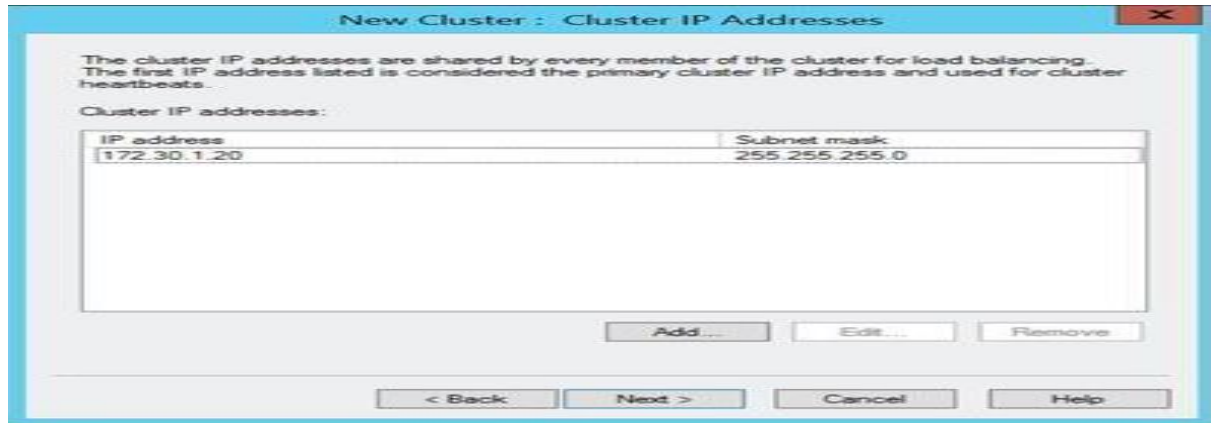 New Cluster : Cluster IP Addresses
The cluster IP addresses are shared by every member of the cluster for load balancing.
The first IP address listed is considered the primary cluster IP address and used for cluster
heartbeats.
Cluster IP addresses:
IP address Subnet mask
172.30.1.20 255.255.255.0
Add... Edit... Remove
< Back Next > Cancel Help